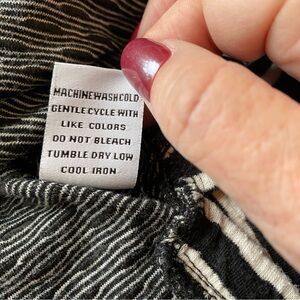 MACHINE WASH COLD
GENTLE CYCLE WITH
LIKE COLORS
DO NOT BLEACH
TUMBLE DRY LOW
COOL IRON